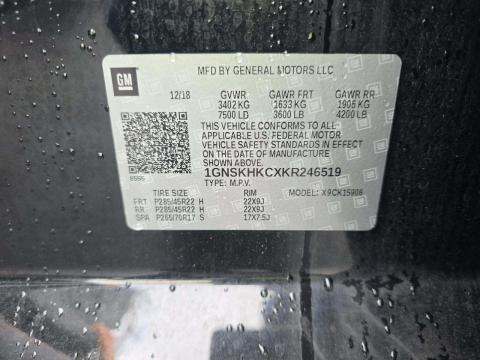 GM
MFD BY GENERAL MOTORS LLC
12/18 GVWR GAWR FRT GAWR RR
3402 KG 1633 KG 1905 KG
7500 LB 3600 LB 4200 LB
THIS VEHICLE CONFORMS TO ALL
APPLICABLE U.S. FEDERAL MOTOR
VEHICLE SAFETY STANDARDS IN EFFECT
ON THE DATE OF MANUFACTURE
SHOWN ABOVE.
1GNSKHKCXKR246519
TYPE: M.P.V.
TIRE SIZE RIM MODEL: X9CK15906
FRT P285/45R22 H 22X9J
RR P285/45R22 H 22X9J
SPA P265/70R17 S 17X7.5J